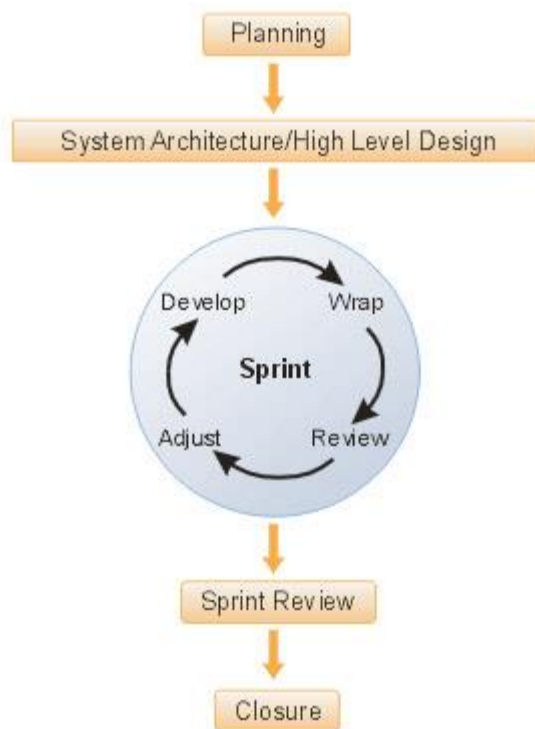 Planning
System Architecture/High Level Design
Develop
Wrap
Sprint
Adjust
Review
Sprint Review
Closure